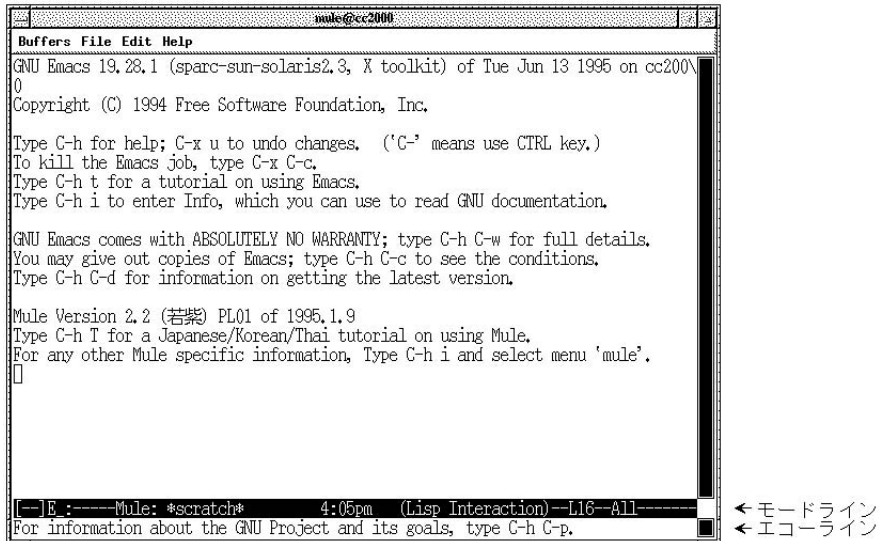 mule@cc2000
Buffers File Edit Help
GNU Emacs 19.28.1 (sparc-sun-solaris2.3, X toolkit) of Tue Jun 13 1995 on cc200\
0
Copyright (C) 1994 Free Software Foundation, Inc.
Type C-h for help; C-x u to undo changes.  (`C-' means use CTRL key.)
To kill the Emacs job, type C-x C-c.
Type C-h t for a tutorial on using Emacs.
Type C-h i to enter Info, which you can use to read GNU documentation.
GNU Emacs comes with ABSOLUTELY NO WARRANTY; type C-h C-w for full details.
You may give out copies of Emacs; type C-h C-c to see the conditions.
Type C-h C-d for information on getting the latest version.
Mule Version 2.2 (若紫) PL01 of 1995.1.9
Type C-h T for a Japanese/Korean/Thai tutorial on using Mule.
For any other Mule specific information, Type C-h i and select menu `mule'.
[--]E_:-----Mule: *scratch*          4:05pm   (Lisp Interaction)--L16--All-------
←モードライン
For information about the GNU Project and its goals, type C-h C-p.
←エコーライン